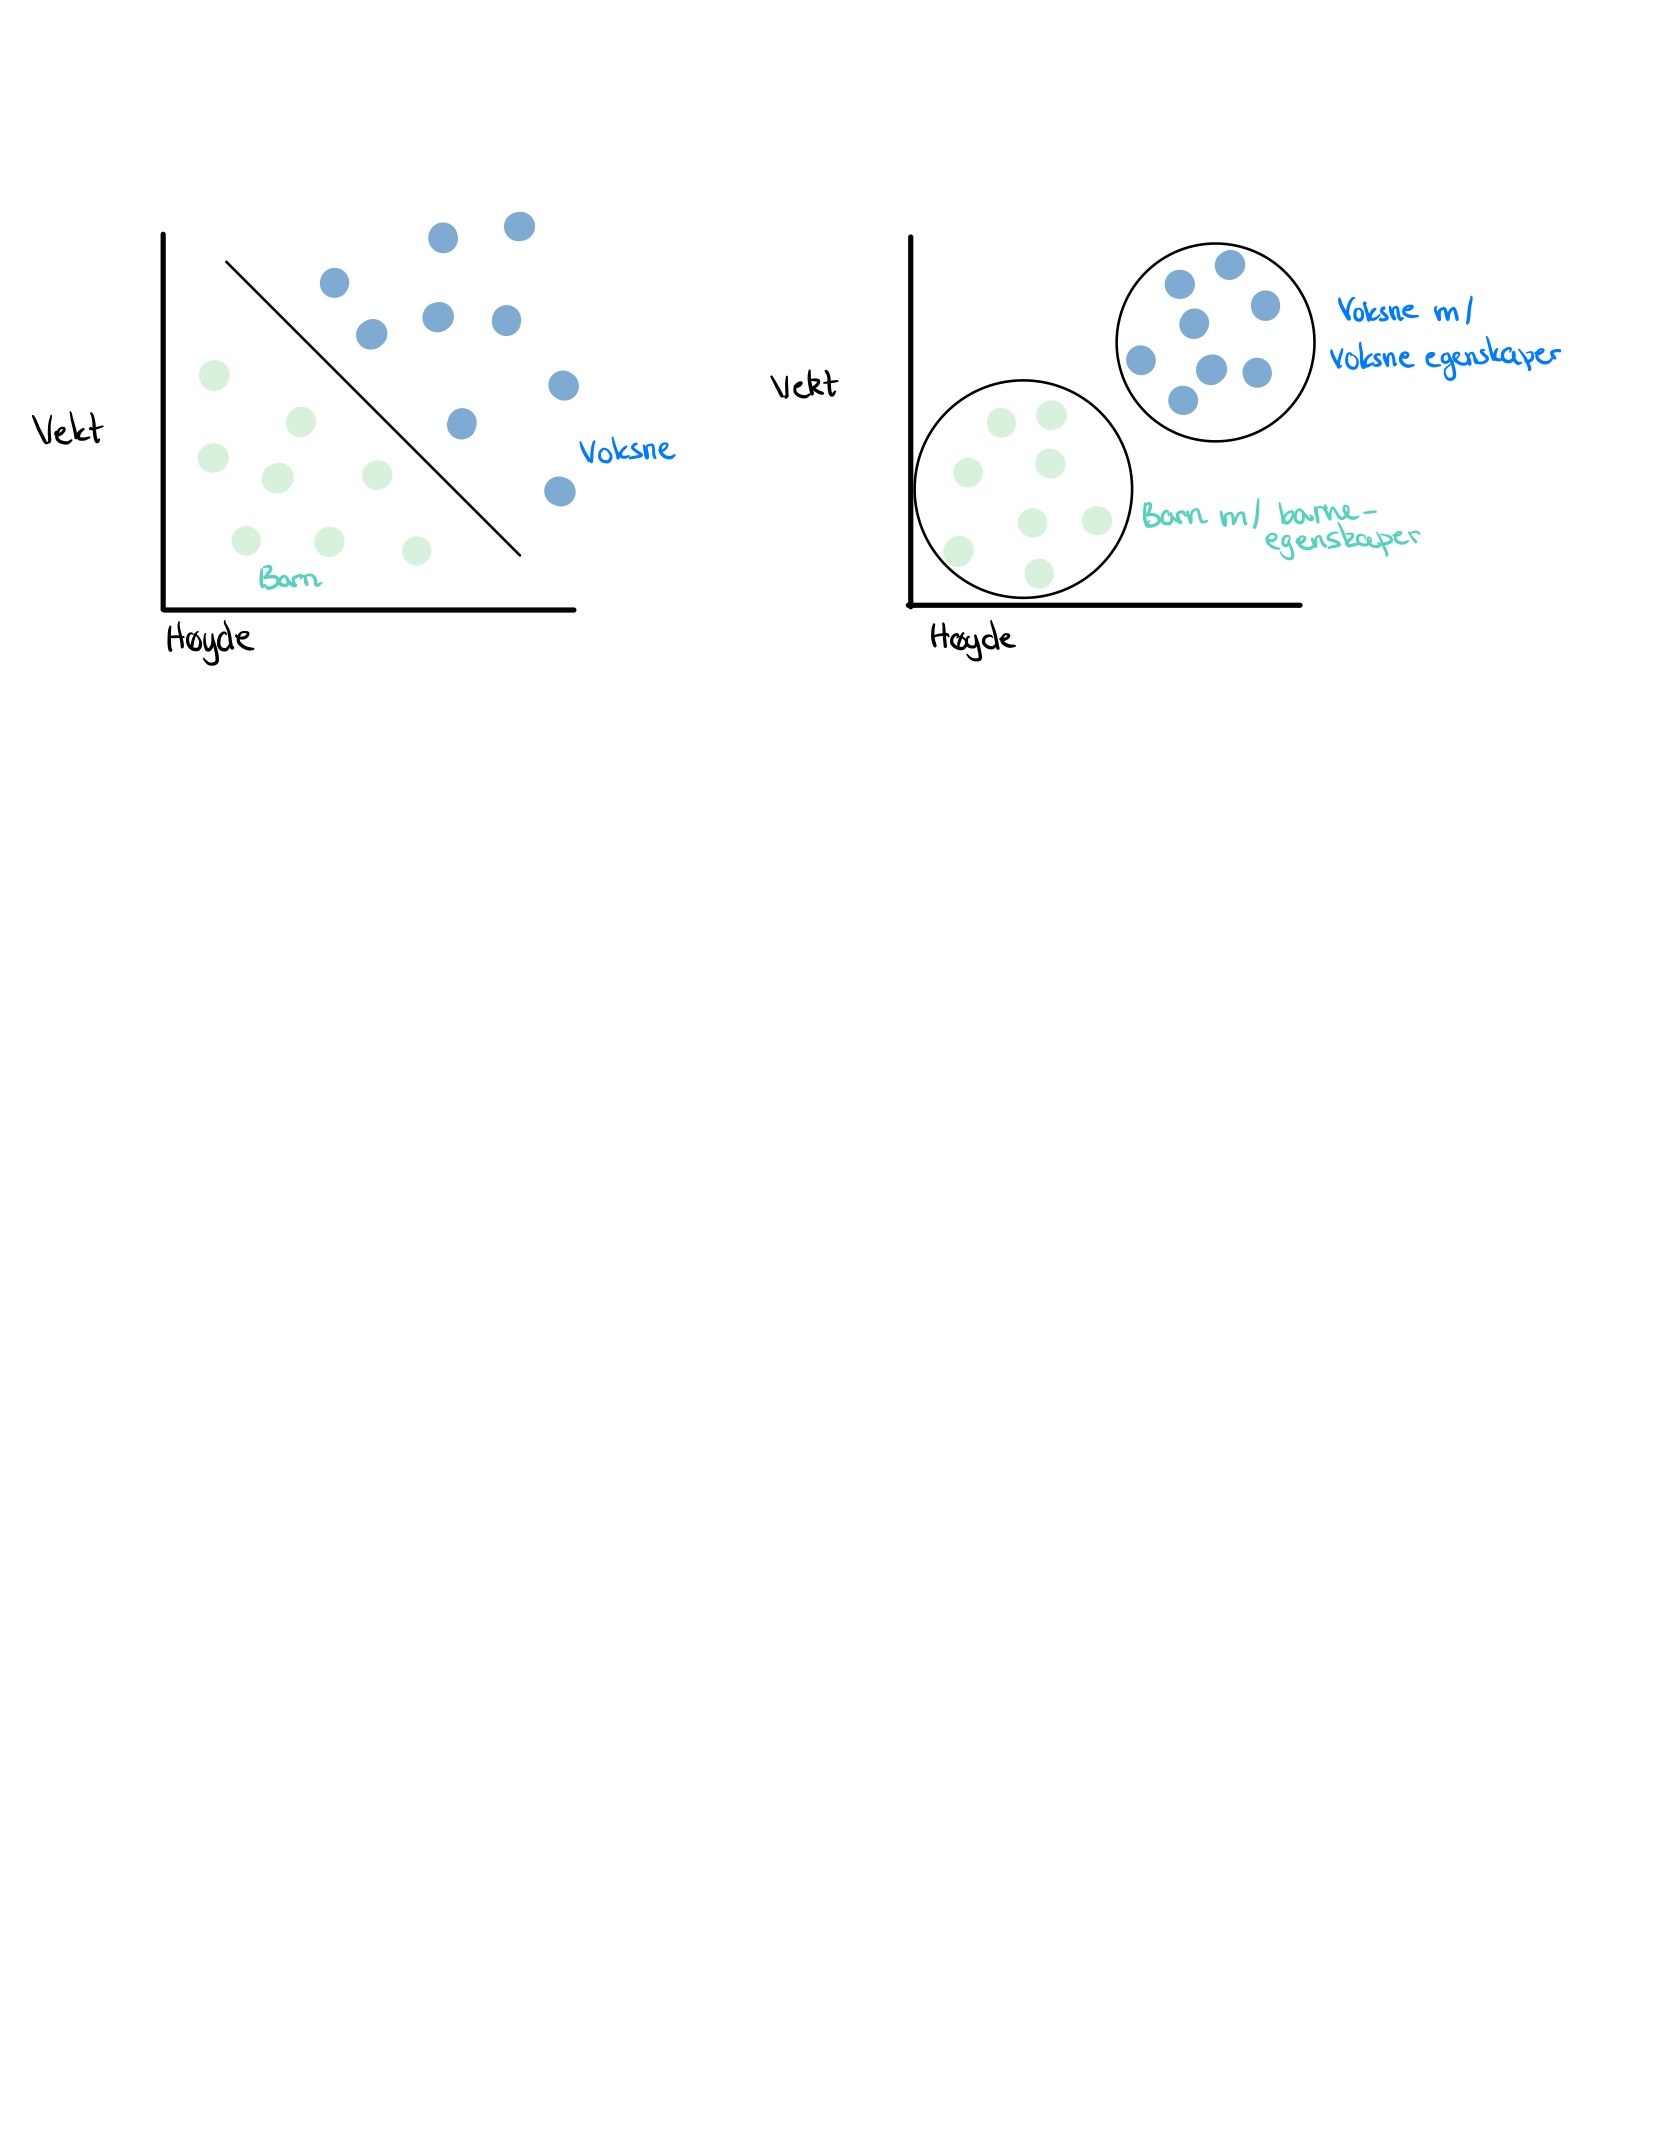 Vekt
Voksne
Barn
Høyde
Vekt
Voksne m/
Voksne egenskaper
Barn m/ barne-
egenskaper
Høyde